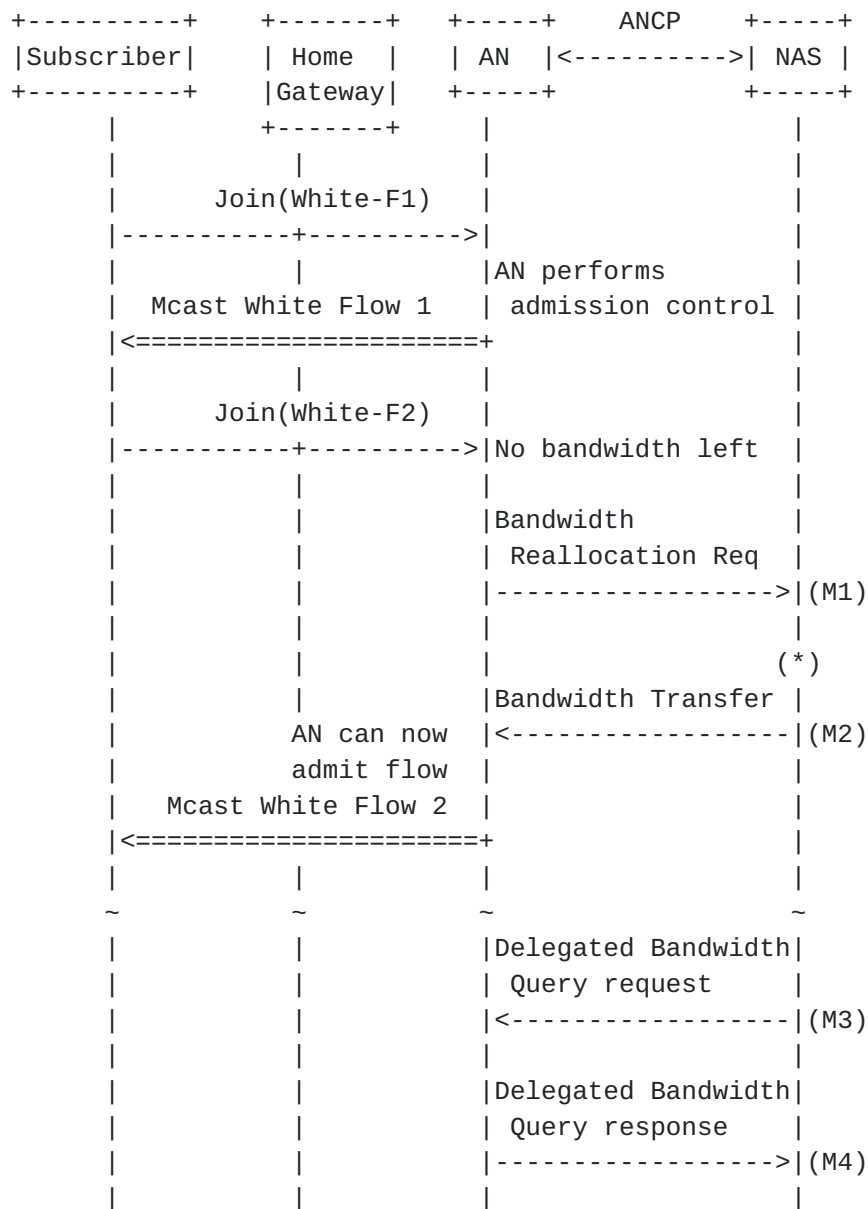 +----------+     +-------+   +-----+    ANCP    +-----+
|Subscriber|     | Home  |   | AN  |<---------->| NAS |
+----------+     |Gateway|   +-----+            +-----+
      |          +-------+      |                   |
      |            |            |                   |
      |       Join(White-F1)    |                   |
      |------------+----------->|                   |
      |            |            |AN performs        |
      |  Mcast White Flow 1     | admission control |
      |<========================+                   |
      |            |            |                   |
      |       Join(White-F2)    |                   |
      |------------+----------->|No bandwidth left  |
      |            |            |                   |
      |            |            |Bandwidth          |
      |            |            | Reallocation Req  |
      |            |            |------------------>|(M1)
      |            |            |                   |
      |            |            |                  (*)
      |            |            |Bandwidth Transfer |
      |           AN can now    |<------------------|(M2)
      |           admit flow    |                   |
      |   Mcast White Flow 2    |                   |
      |<========================+                   |
      |            |            |                   |
      ~            ~            ~                   ~
      |            |            |Delegated Bandwidth|
      |            |            | Query request     |
      |            |            |<------------------|(M3)
      |            |            |                   |
      |            |            |Delegated Bandwidth|
      |            |            | Query response    |
      |            |            |------------------>|(M4)
      |            |            |                   |